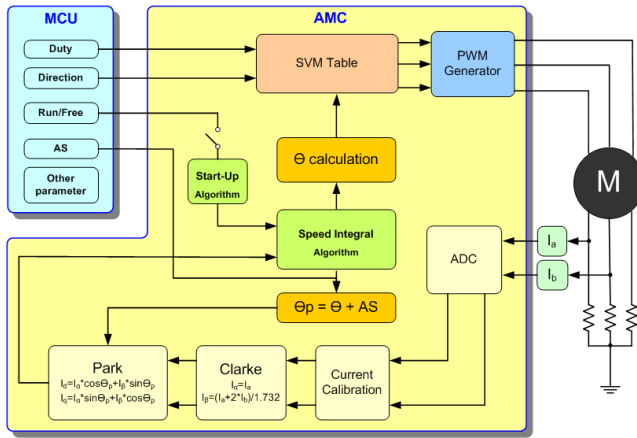 MCU
AMC
Duty
Direction
Run/Free
AS
Other
parameter
SVM Table
PWM
Generator
Start-Up
Algorithm
ϴ calculation
Speed Integral
Algorithm
ϴp = ϴ + AS
ADC
M
Ia
Ib
Park
Id=Iα*cosϴp+Iβ*sinϴp
Iq=Iα*sinϴp+Iβ*cosϴp
Clarke
Iα=Ia
Iβ=(Ia+2*Ib)/1.732
Current
Calibration